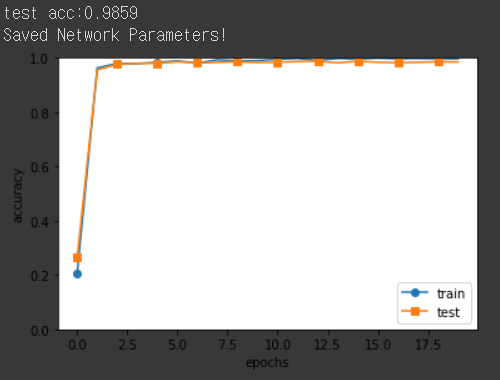 test acc:0.9859
Saved Network Parameters!
1.0
0.8
0.6
0.4
0.2
0.0
accuracy
train
test
0.0 2.5 5.0 7.5 10.0 12.5 15.0 17.5
epochs